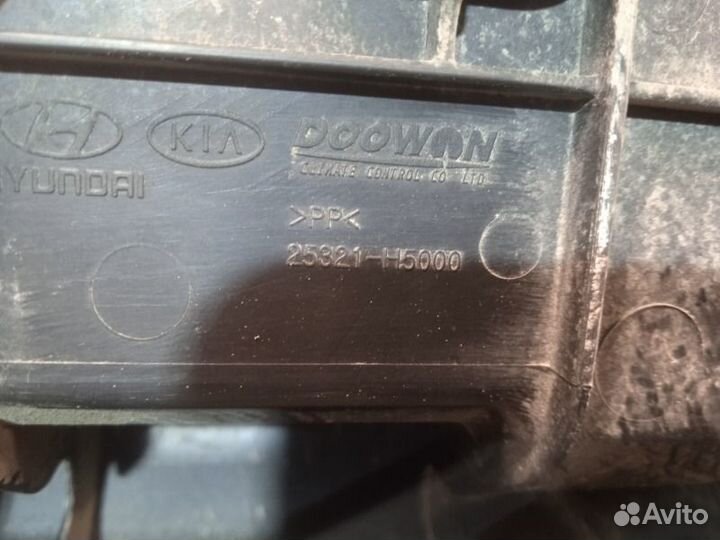 KIA
HYUNDAI
DOOWON
CLIMATE CONTROL CO LTD
>PP<
25321-H5000
Avito